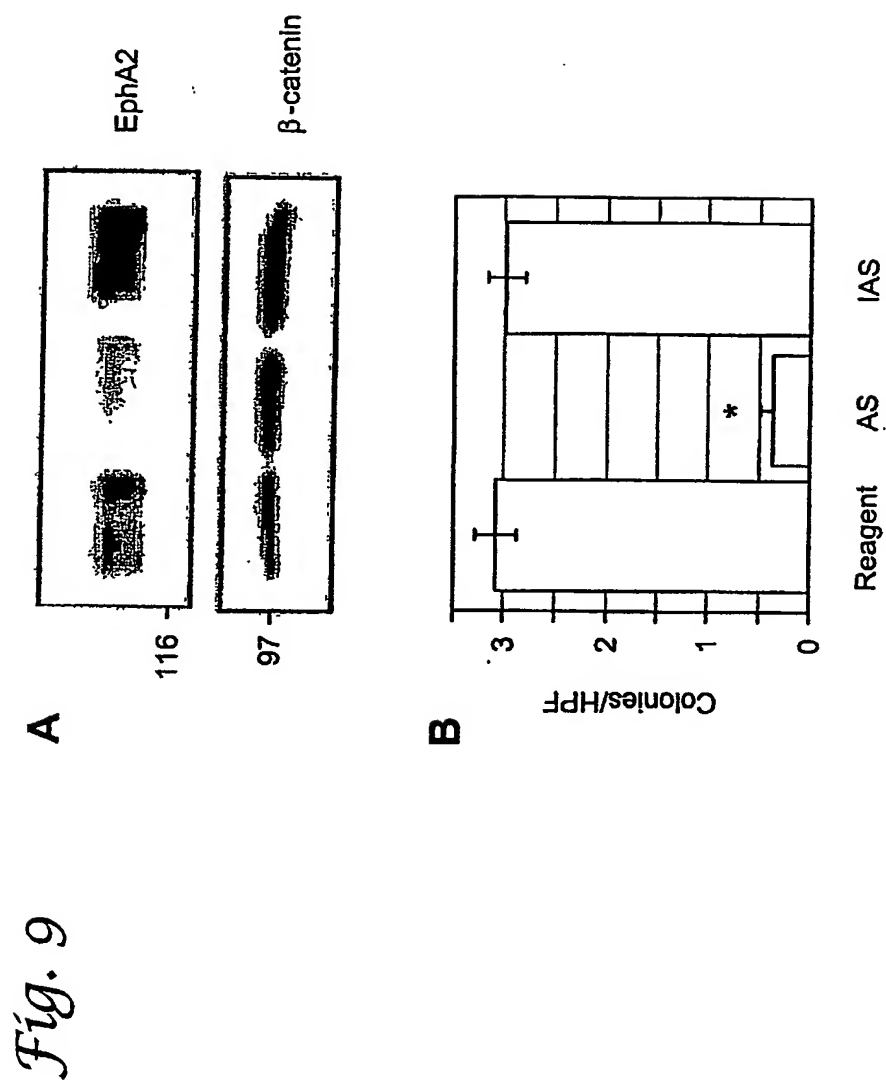 Fig. 9
A
EphA2
116
β-catenin
97
B
Colonies/HPF
3
2
1
0
*
Reagent AS IAS